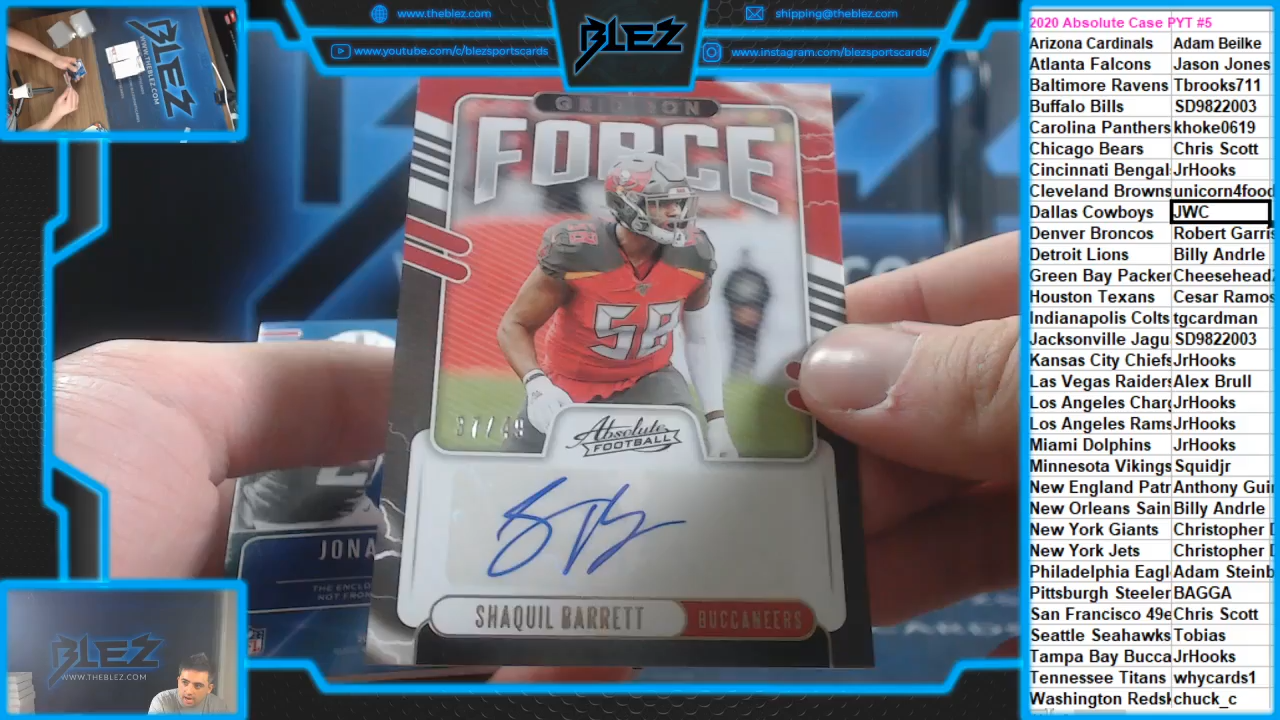 www.theblez.com
shipping@theblez.com
www.youtube.com/c/blezsportscards
www.instagram.com/blezsportscards/
BLEZ
WWW.THEBLEZ.COM
GRIDIRON
FORCE
58
37/49
Absolute
FOOTBALL
SHAQUIL BARRETT
BUCCANEERS
JONA
THE ENCLO
NOT FROM
BLEZ
WWW.THEBLEZ.COM
2020 Absolute Case PYT #5
Arizona Cardinals Adam Beilke
Atlanta Falcons Jason Jones
Baltimore Ravens Tbrooks711
Buffalo Bills SD9822003
Carolina Panthers khoke0619
Chicago Bears Chris Scott
Cincinnati Bengal JrHooks
Cleveland Browns unicorn4food
Dallas Cowboys JWC
Denver Broncos Robert Garris
Detroit Lions Billy Andrle
Green Bay Packer Cheesehead
Houston Texans Cesar Ramos
Indianapolis Colts tgcardman
Jacksonville Jagu SD9822003
Kansas City Chiefs JrHooks
Las Vegas Raiders Alex Brull
Los Angeles Charg JrHooks
Los Angeles Rams JrHooks
Miami Dolphins JrHooks
Minnesota Vikings Squidjr
New England Patr Anthony Gui
New Orleans Sain Billy Andrle
New York Giants Christopher D
New York Jets Christopher D
Philadelphia Eagl Adam Steinb
Pittsburgh Steeler BAGGA
San Francisco 49e Chris Scott
Seattle Seahawks Tobias
Tampa Bay Bucca JrHooks
Tennessee Titans whycards1
Washington Redsk chuck_c